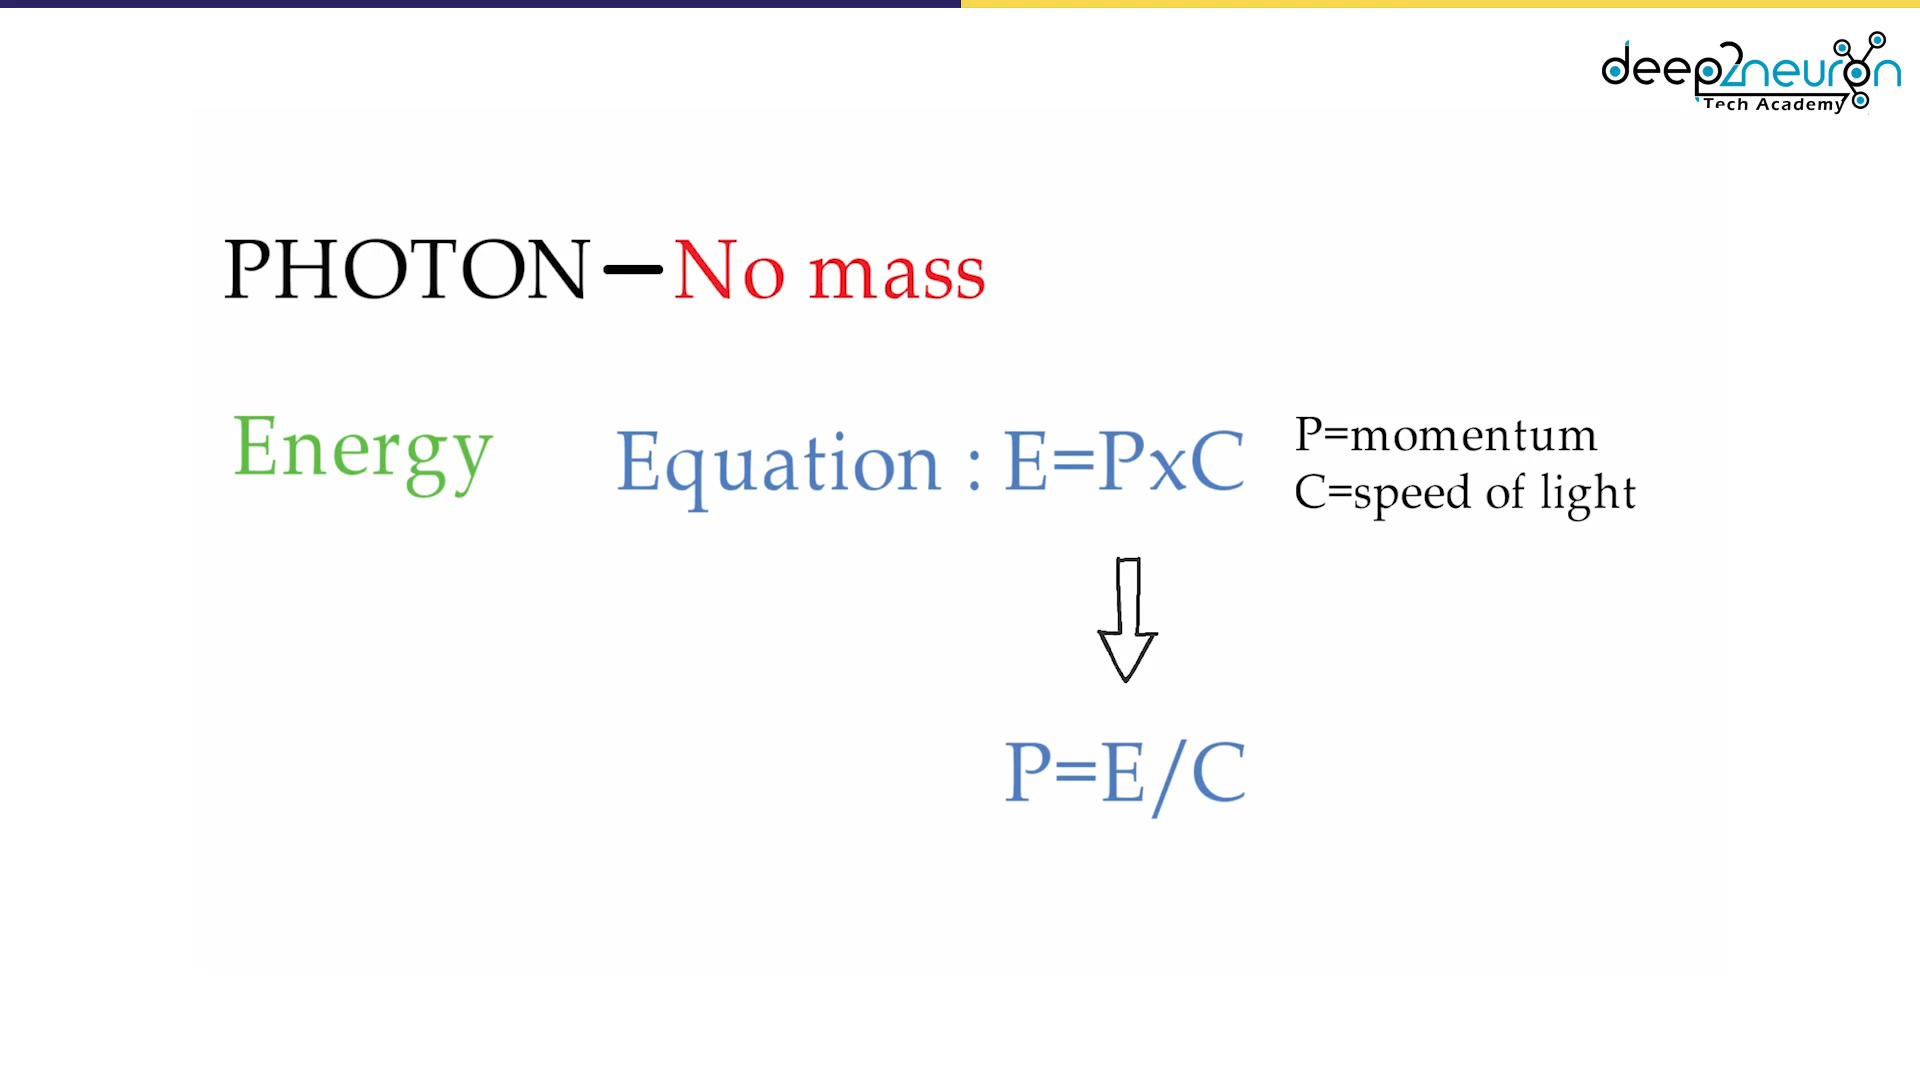 deep2neuron
Tech Academy
PHOTON–No mass
Energy
Equation : E=PxC
P=momentum
C=speed of light
P=E/C